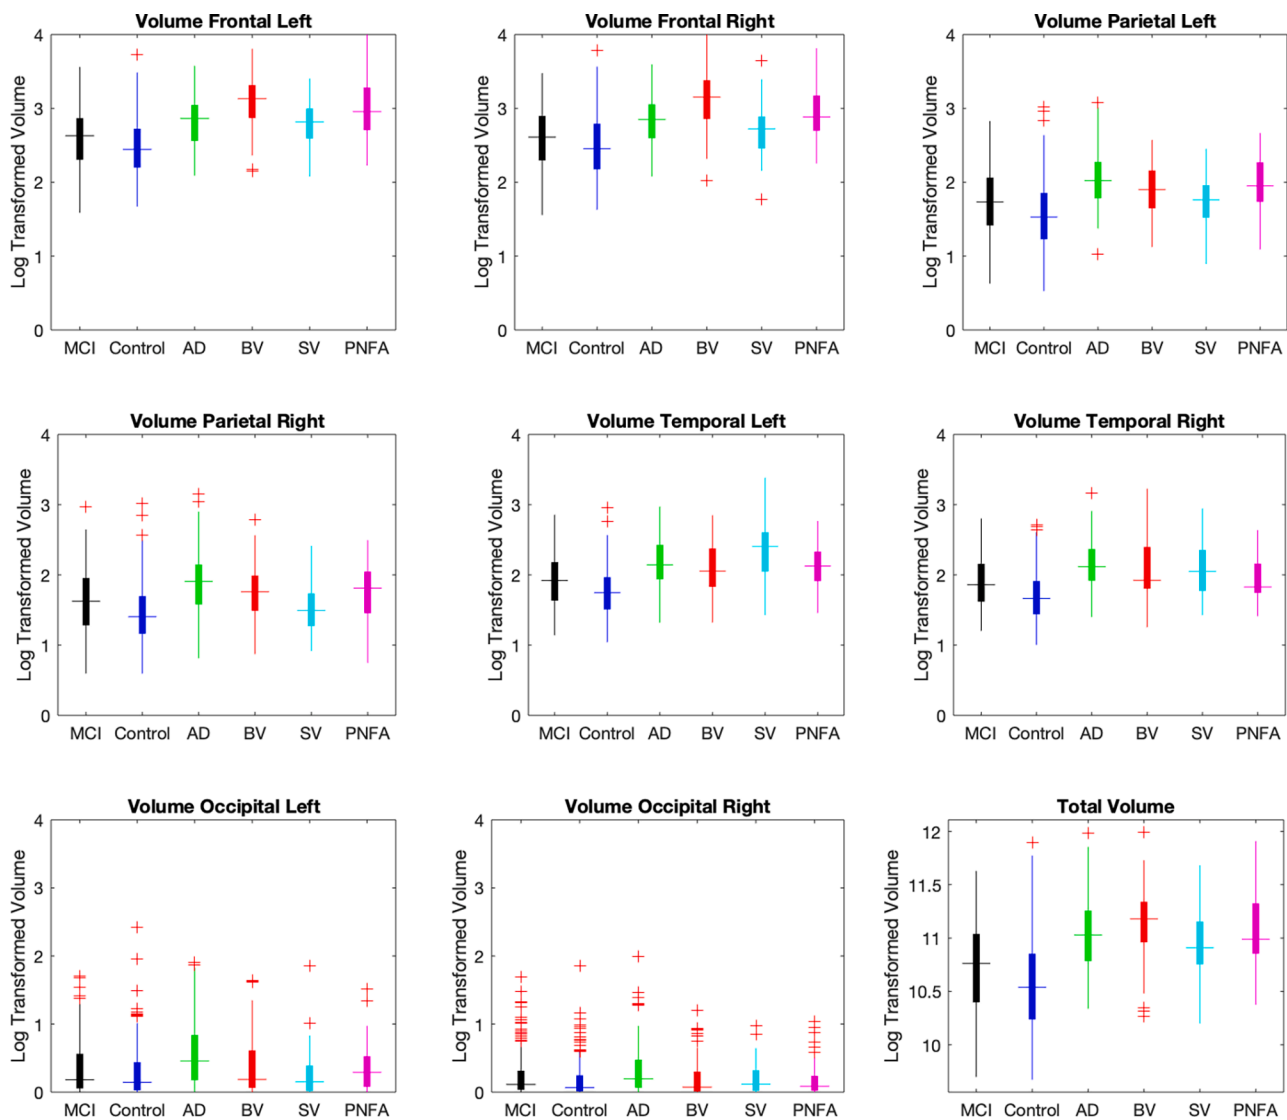 Volume Frontal Left
Log Transformed Volume
4
3
2
1
0
MCI Control AD BV SV PNFA
Volume Frontal Right
Log Transformed Volume
4
3
2
1
0
MCI Control AD BV SV PNFA
Volume Parietal Left
Log Transformed Volume
4
3
2
1
0
MCI Control AD BV SV PNFA
Volume Parietal Right
Log Transformed Volume
4
3
2
1
0
MCI Control AD BV SV PNFA
Volume Temporal Left
Log Transformed Volume
4
3
2
1
0
MCI Control AD BV SV PNFA
Volume Temporal Right
Log Transformed Volume
4
3
2
1
0
MCI Control AD BV SV PNFA
Volume Occipital Left
Log Transformed Volume
4
3
2
1
0
MCI Control AD BV SV PNFA
Volume Occipital Right
Log Transformed Volume
4
3
2
1
0
MCI Control AD BV SV PNFA
Total Volume
Log Transformed Volume
12
11.5
11
10.5
10
MCI Control AD BV SV PNFA